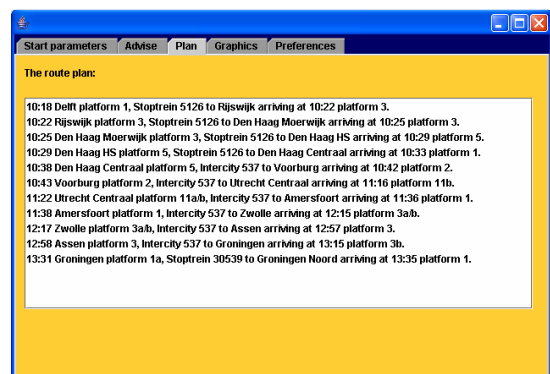 Start parameters Advise Plan Graphics Preferences
The route plan:
10:18 Delft platform 1, Stoptrein 5126 to Rijswijk arriving at 10:22 platform 3.
10:22 Rijswijk platform 3, Stoptrein 5126 to Den Haag Moerwijk arriving at 10:25 platform 3.
10:25 Den Haag Moerwijk platform 3, Stoptrein 5126 to Den Haag HS arriving at 10:29 platform 5.
10:29 Den Haag HS platform 5, Stoptrein 5126 to Den Haag Centraal arriving at 10:33 platform 1.
10:38 Den Haag Centraal platform 5, Intercity 537 to Voorburg arriving at 10:42 platform 2.
10:43 Voorburg platform 2, Intercity 537 to Utrecht Centraal arriving at 11:16 platform 11b.
11:22 Utrecht Centraal platform 11a/b, Intercity 537 to Amersfoort arriving at 11:36 platform 1.
11:38 Amersfoort platform 1, Intercity 537 to Zwolle arriving at 12:15 platform 3a/b.
12:17 Zwolle platform 3a/b, Intercity 537 to Assen arriving at 12:57 platform 3.
12:58 Assen platform 3, Intercity 537 to Groningen arriving at 13:15 platform 3b.
13:31 Groningen platform 1a, Stoptrein 30539 to Groningen Noord arriving at 13:35 platform 1.